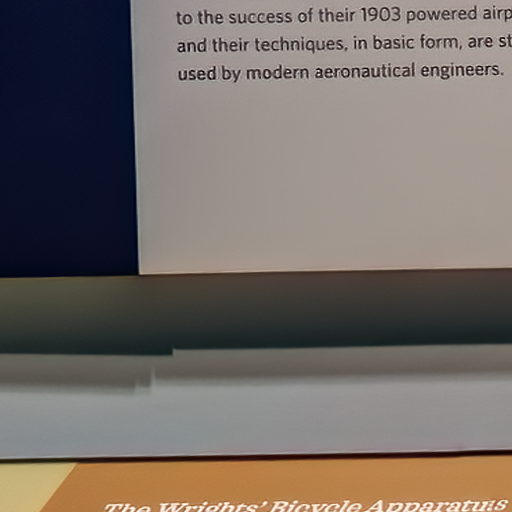 to the success of their 1903 powered airp
and their techniques, in basic form, are st
used by modern aeronautical engineers.
The Wrights' Bicycle Apparatus